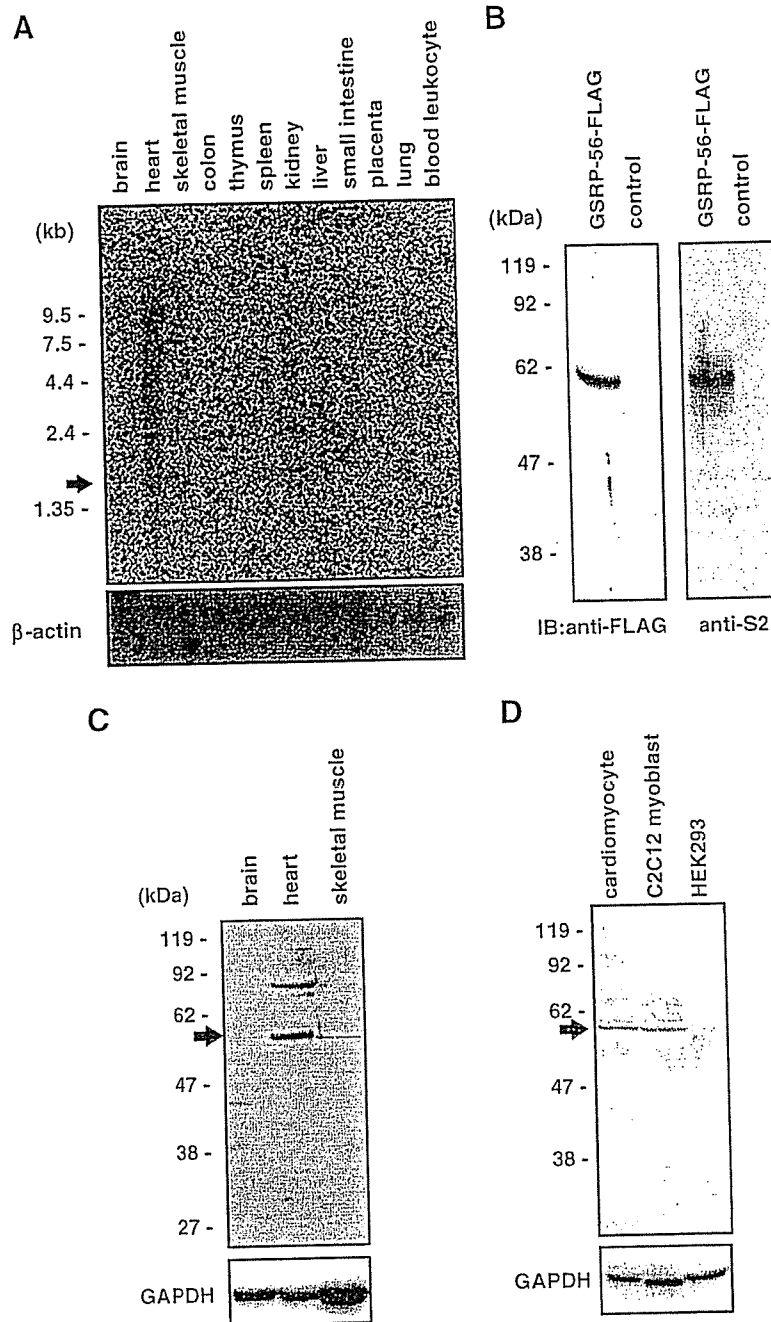 A
brain
heart
skeletal muscle
colon
thymus
spleen
kidney
liver
small intestine
placenta
lung
blood leukocyte
(kb)
9.5 -
7.5 -
4.4 -
2.4 -
1.35 -
β-actin
B
GSRP-56-FLAG
control
GSRP-56-FLAG
control
(kDa)
119 -
92 -
62 -
47 -
38 -
IB:anti-FLAG
anti-S2
C
brain
heart
skeletal muscle
(kDa)
119 -
92 -
62 -
47 -
38 -
27 -
GAPDH
D
cardiomyocyte
C2C12 myoblast
HEK293
119 -
92 -
62 -
47 -
38 -
GAPDH